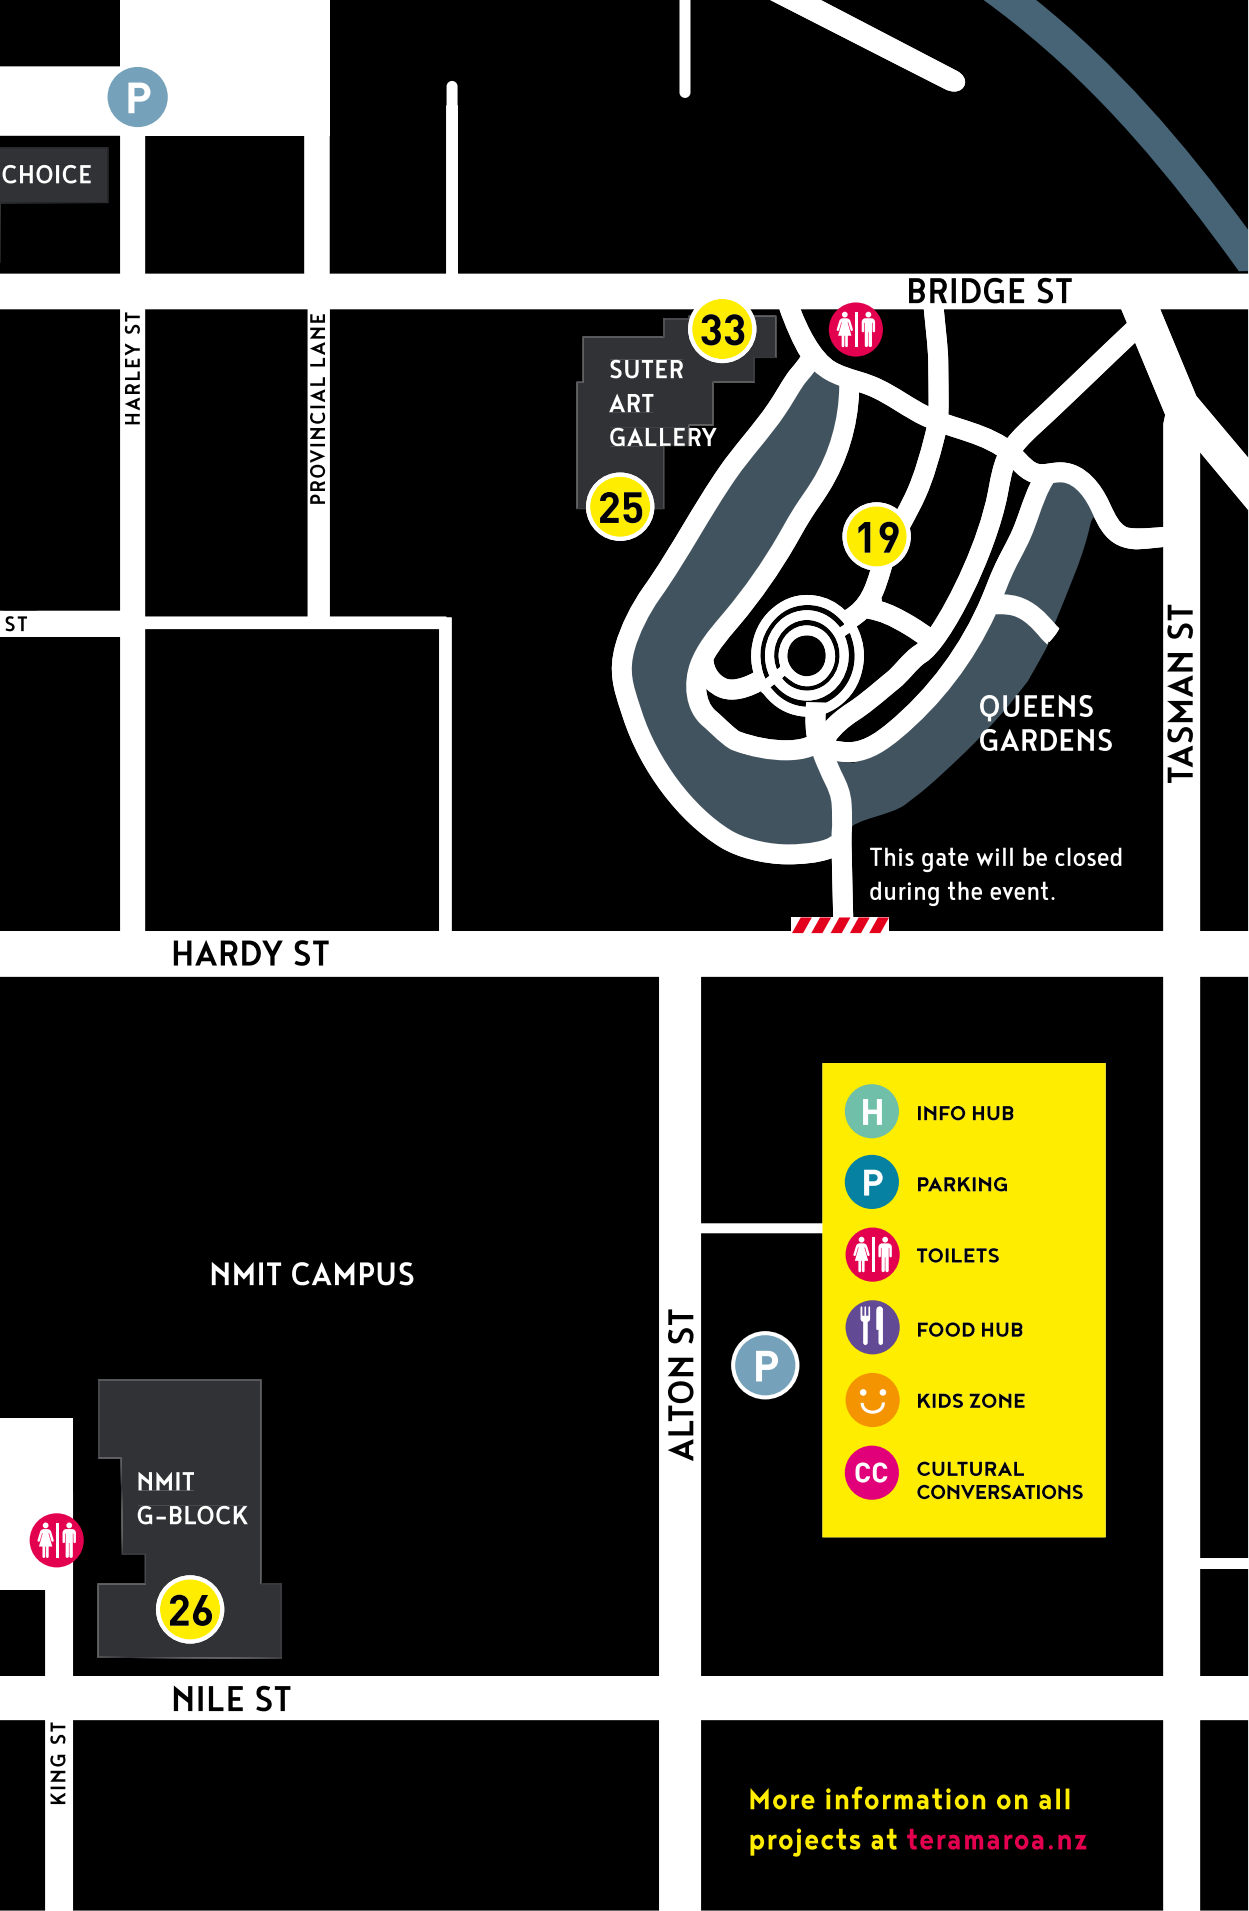 P
CHOICE
BRIDGE ST
HARLEY ST
PROVINCIAL LANE
33
SUTER
ART
GALLERY
25
19
ST
TASMAN ST
QUEENS
GARDENS
This gate will be closed
during the event.
HARDY ST
H INFO HUB
P PARKING
TOILETS
FOOD HUB
KIDS ZONE
CC CULTURAL
CONVERSATIONS
NMIT CAMPUS
ALTON ST
P
NMIT
G-BLOCK
26
NILE ST
KING ST
More information on all
projects at teramaroa.nz